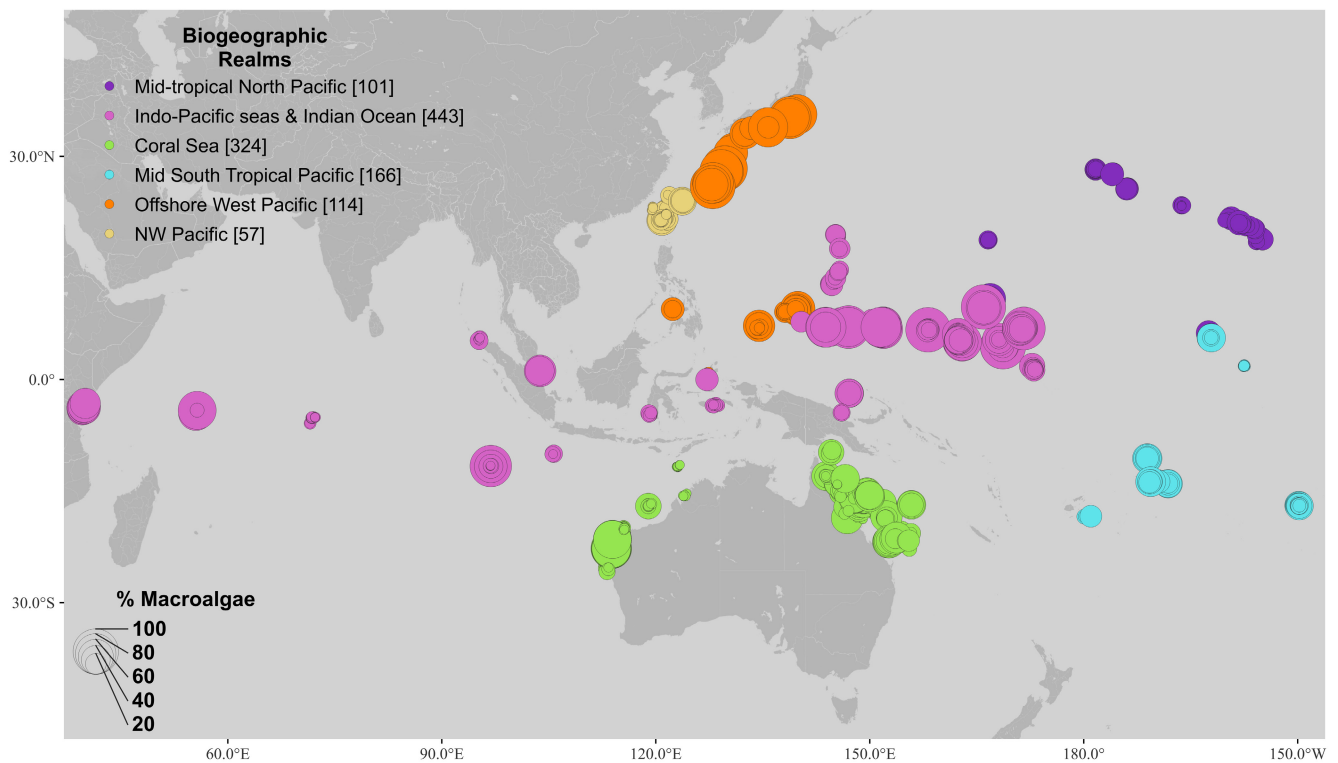 Biogeographic
Realms
Mid-tropical North Pacific [101]
Indo-Pacific seas & Indian Ocean [443]
Coral Sea [324]
Mid South Tropical Pacific [166]
Offshore West Pacific [114]
NW Pacific [57]
30.0°N
0.0°
30.0°S
% Macroalgae
100
80
60
40
20
60.0°E
90.0°E
120.0°E
150.0°E
180.0°
150.0°W